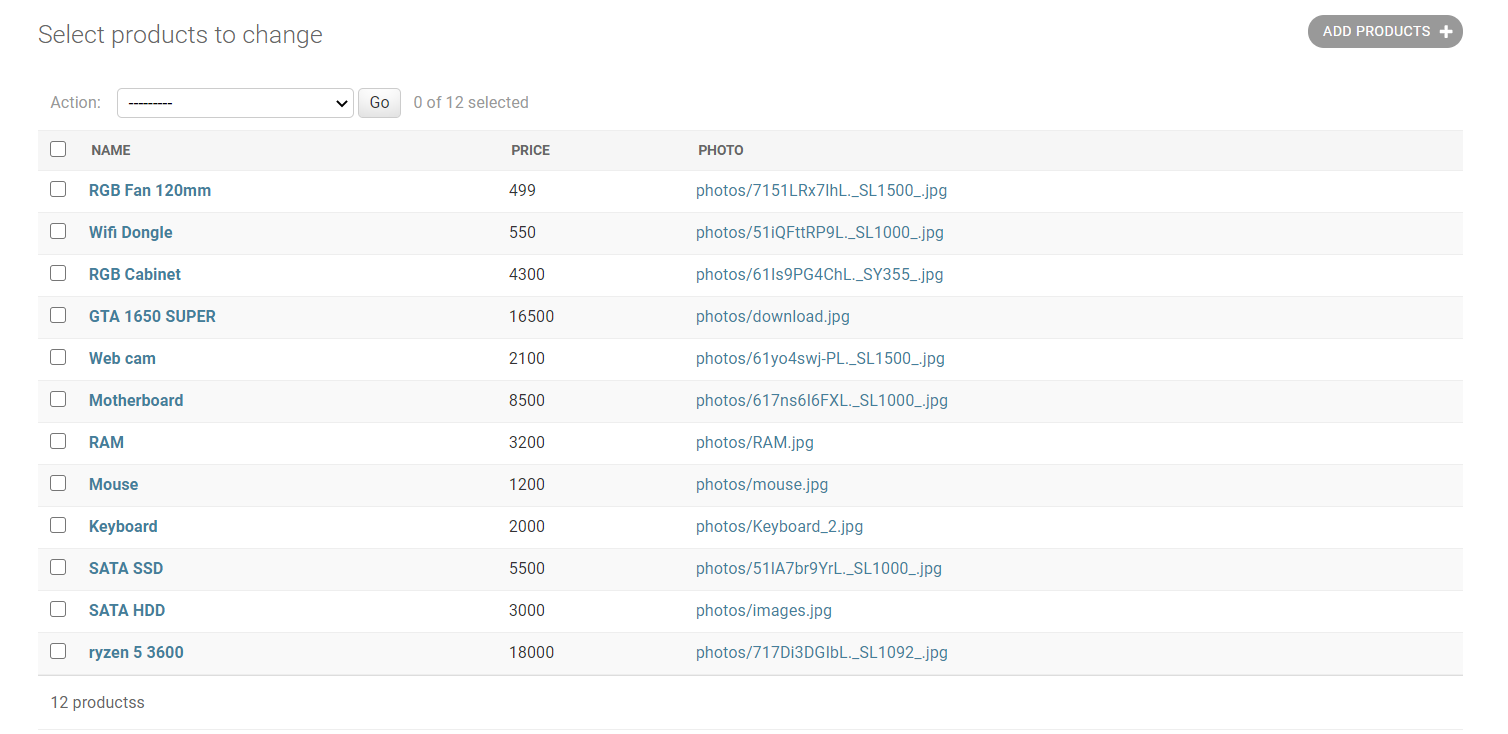 Select products to change
ADD PRODUCTS +
Action: --------- Go 0 of 12 selected
NAME PRICE PHOTO
RGB Fan 120mm 499 photos/7151LRx7lhL._SL1500_.jpg
Wifi Dongle 550 photos/51iQFttRP9L._SL1000_.jpg
RGB Cabinet 4300 photos/61Is9PG4ChL._SY355_.jpg
GTA 1650 SUPER 16500 photos/download.jpg
Web cam 2100 photos/61yo4swj-PL._SL1500_.jpg
Motherboard 8500 photos/617ns6I6FXL._SL1000_.jpg
RAM 3200 photos/RAM.jpg
Mouse 1200 photos/mouse.jpg
Keyboard 2000 photos/Keyboard_2.jpg
SATA SSD 5500 photos/51lA7br9YrL._SL1000_.jpg
SATA HDD 3000 photos/images.jpg
ryzen 5 3600 18000 photos/717Di3DGIbL._SL1092_.jpg
12 productss